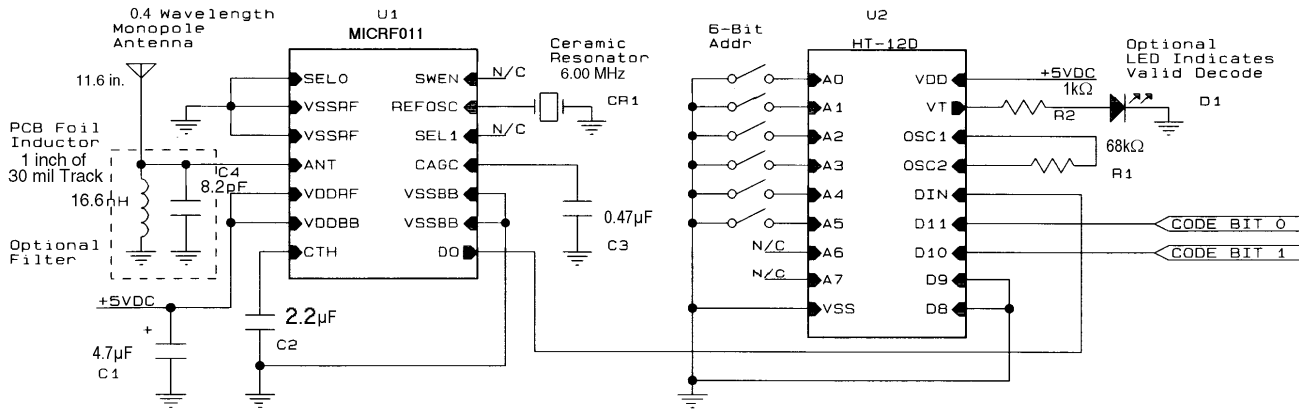 0.4 Wavelength
Monopole
Antenna
11.6 in.
PCB Foil
Inductor
1 inch of
30 mil Track
16.6nH
Optional
Filter
C4
8.2pF
+5VDC
+
4.7µF
C1
2.2µF
C2
U1
MICRF011
SEL0
VSSRF
VSSRF
ANT
VDDRF
VDDBB
CTH
SWEN
REFOSC
SEL1
CAGC
VSSBB
VSSBB
DO
N/C
N/C
Ceramic
Resonator
6.00 MHz
CR1
0.47µF
C3
6-Bit
Addr
U2
HT-12D
A0
A1
A2
A3
A4
A5
A6
A7
VSS
N/C
N/C
VDD
VT
OSC1
OSC2
DIN
D11
D10
D9
D8
+5VDC
1kΩ
R2
68kΩ
R1
Optional
LED Indicates
Valid Decode
D1
CODE BIT 0
CODE BIT 1